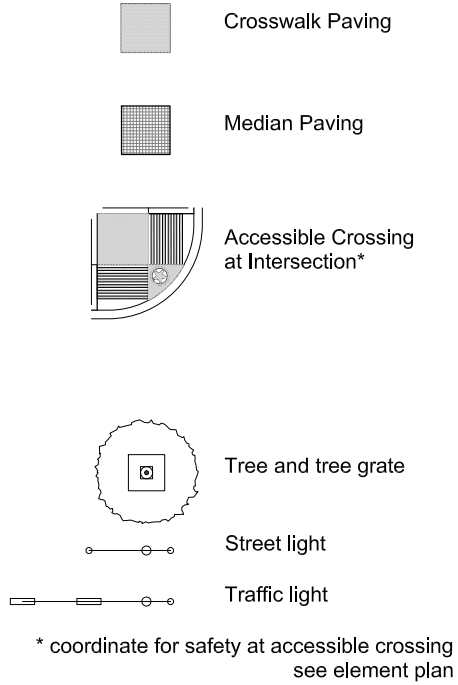 Crosswalk Paving
Median Paving
Accessible Crossing
at Intersection*
Tree and tree grate
Street light
Traffic light
* coordinate for safety at accessible crossing
see element plan